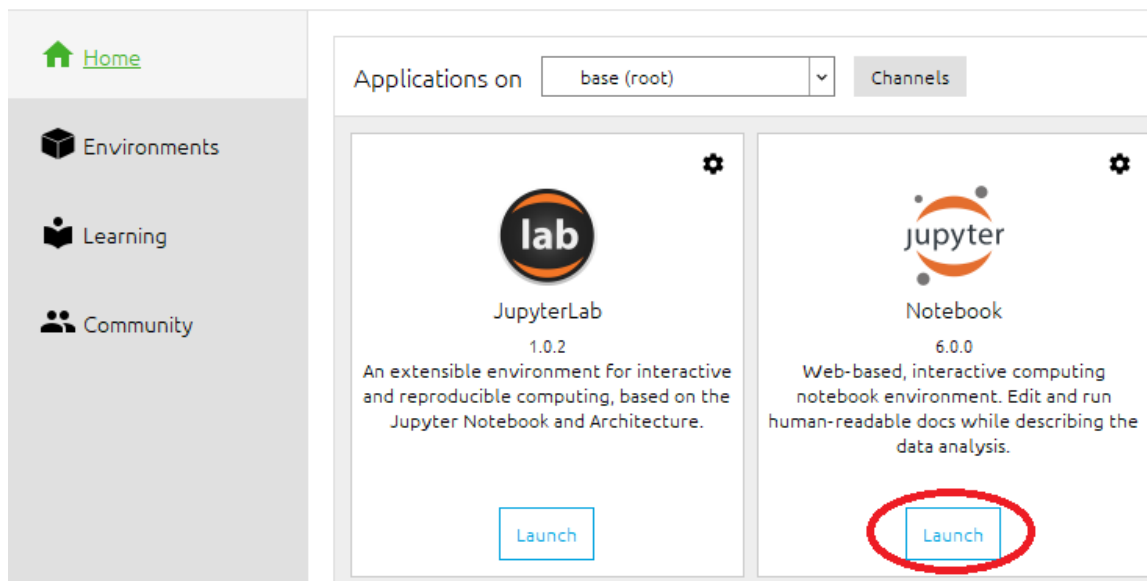 Home
Environments
Learning
Community
Applications on base (root) Channels
lab
JupyterLab
1.0.2
An extensible environment for interactive
and reproducible computing, based on the
Jupyter Notebook and Architecture.
Launch
jupyter
Notebook
6.0.0
Web-based, interactive computing
notebook environment. Edit and run
human-readable docs while describing the
data analysis.
Launch